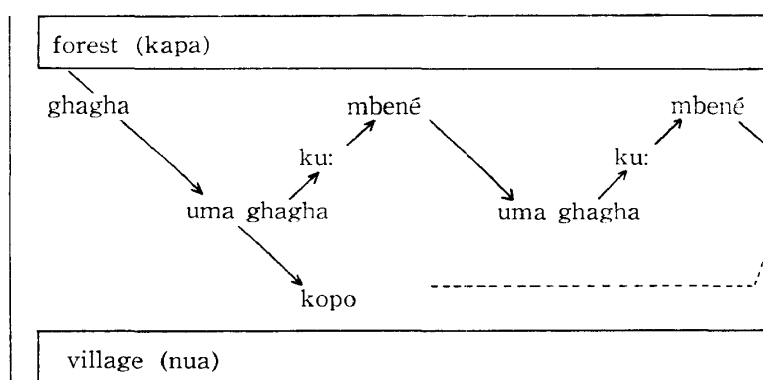 forest (kapa)
ghagha mbené mbené
ku: ku:
uma ghagha uma ghagha
kopo
village (nua)